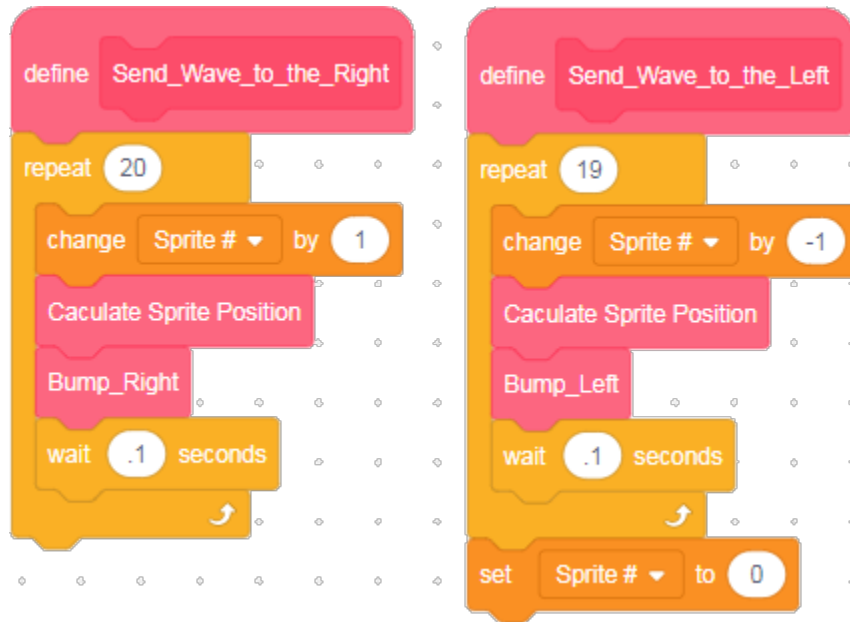 define Send_Wave_to_the_Right
repeat 20
change Sprite # by 1
Caculate Sprite Position
Bump_Right
wait .1 seconds
define Send_Wave_to_the_Left
repeat 19
change Sprite # by -1
Caculate Sprite Position
Bump_Left
wait .1 seconds
set Sprite # to 0